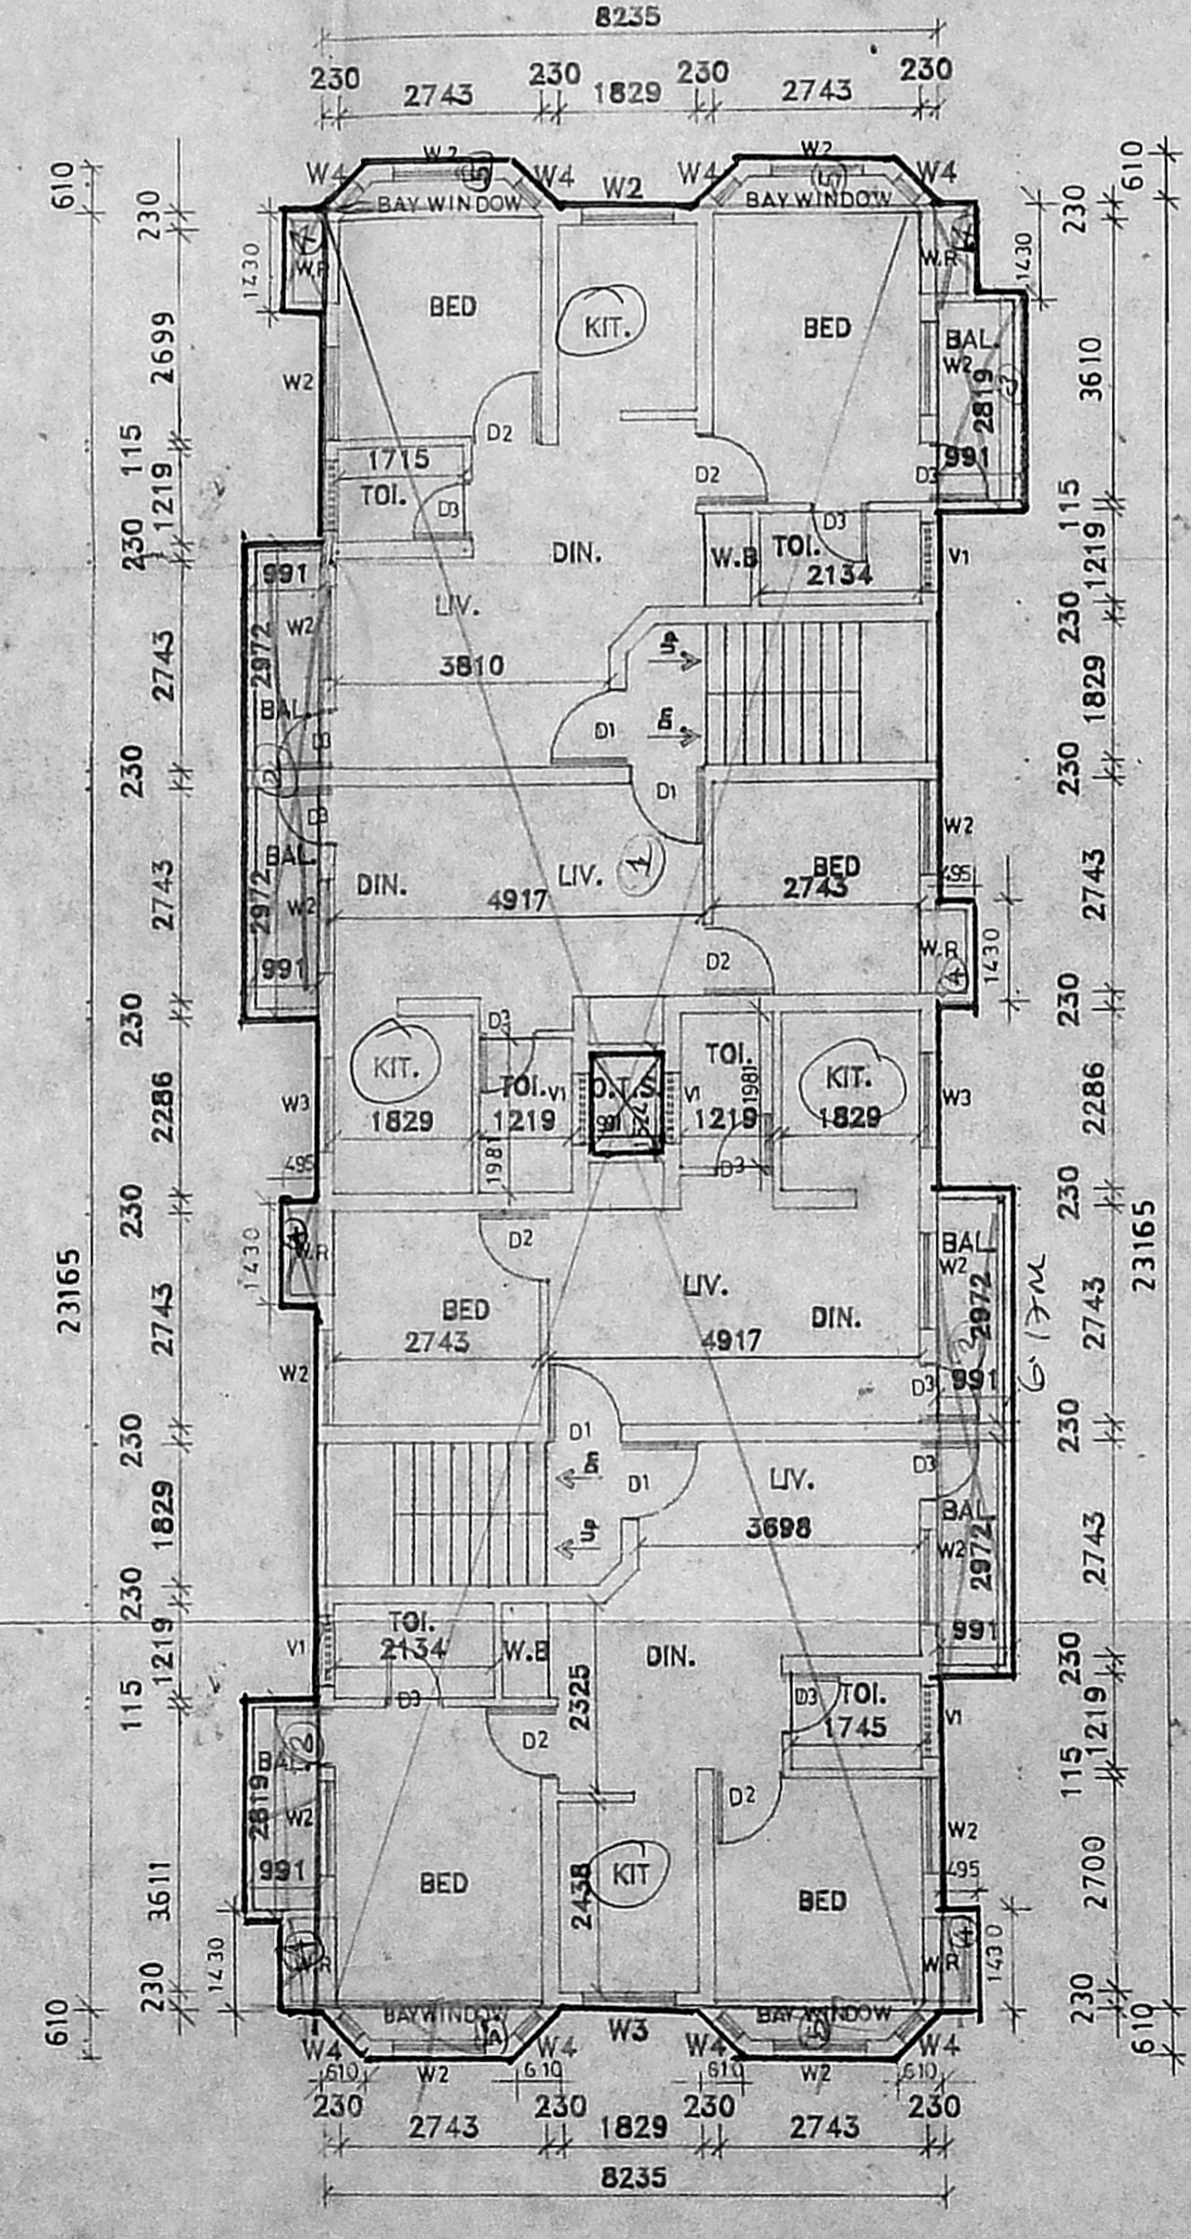 8235
230 230 230 230
2743 1829 2743
610 610
W4 W2 W4 W2 W4 W2 W4
BAY WINDOW BAY WINDOW
230 230
W.R W.R
1430 1430
BED KIT. BED
BAL.
2699 W2 W2 2819 3610
D2
115 1715 D2 D3 991
TOI. D3 D3 115
1219 DIN. W.B TOI. V1 1219
230 991 2134
LIV. 230
W2
2743 2972 3810 1829
BAL. D1
D3
230 D1 230
D3 W2
BAL. LIV. 1 BED 495
DIN. 2743
2743 2972 W2 4917 2743
W.R 1430
991 D2 4
230 D3 230
KIT. TOI. KIT.
TOI. V1 O.T.S. V1 1981
2286 W3 W3 2286
1829 1219 991 1524 1219 1829
495 1981 D3
230 230
W.R D2 BAL.
1430 LIV. W2
23165 BED DIN. 2972 23165
2743 2743 4917 2743
W2 D3 991
230 D1 230
D1 LIV. D3
1829 Up 3698 BAL.
W2 2972 2743
230 TOI.
1219 V1 2134 W.B DIN. 991 230
115 D3 2325 D3 TOI. V1 1219
BAL. D2 1745
2819 W2 D2 115
W2
991 BED KIT BED 495
3611 2438 2700
1430 W.R W.R 1430
230 230
610 BAYWINDOW BAY WINDOW 610
W4 W4 W3 W4 W4
610 W2 610 610 W2 610
230 230 230 230
2743 1829 2743
8235